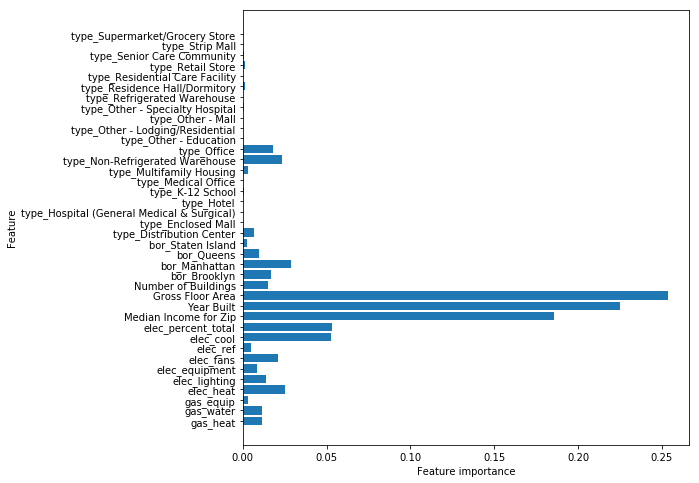 type_Supermarket/Grocery Store
type_Strip Mall
type_Senior Care Community
type_Retail Store
type_Residential Care Facility
type_Residence Hall/Dormitory
type_Refrigerated Warehouse
type_Other - Specialty Hospital
type_Other - Mall
type_Other - Lodging/Residential
type_Other - Education
type_Office
type_Non-Refrigerated Warehouse
type_Multifamily Housing
type_Medical Office
type_K-12 School
type_Hotel
type_Hospital (General Medical & Surgical)
type_Enclosed Mall
type_Distribution Center
bor_Staten Island
bor_Queens
bor_Manhattan
bor_Brooklyn
Number of Buildings
Gross Floor Area
Year Built
Median Income for Zip
elec_percent_total
elec_cool
elec_ref
elec_fans
elec_equipment
elec_lighting
elec_heat
gas_equip
gas_water
gas_heat
Feature
0.00 0.05 0.10 0.15 0.20 0.25
Feature importance